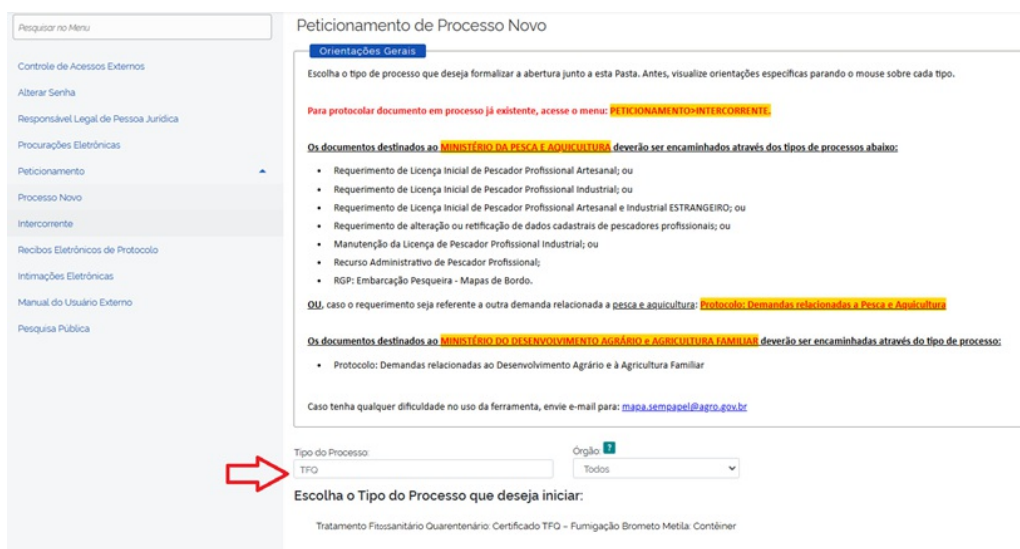 Pesquisar no Menu
Controle de Acessos Externos
Alterar Senha
Responsável Legal de Pessoa Jurídica
Procurações Eletrônicas
Peticionamento
Processo Novo
Intercorrente
Recibos Eletrônicos de Protocolo
Intimações Eletrônicas
Manual do Usuário Externo
Pesquisa Pública
Peticionamento de Processo Novo
Orientações Gerais
Escolha o tipo de processo que deseja formalizar a abertura junto a esta Pasta. Antes, visualize orientações específicas parando o mouse sobre cada tipo.
Para protocolar documento em processo já existente, acesse o menu: PETICIONAMENTO>INTERCORRENTE.
Os documentos destinados ao MINISTÉRIO DA PESCA E AQUICULTURA deverão ser encaminhados através dos tipos de processos abaixo:
• Requerimento de Licença Inicial de Pescador Profissional Artesanal; ou
• Requerimento de Licença Inicial de Pescador Profissional Industrial; ou
• Requerimento de Licença Inicial de Pescador Profissional Artesanal e Industrial ESTRANGEIRO; ou
• Requerimento de alteração ou retificação de dados cadastrais de pescadores profissionais; ou
• Manutenção da Licença de Pescador Profissional Industrial; ou
• Recurso Administrativo de Pescador Profissional;
• RGP: Embarcação Pesqueira - Mapas de Bordo.
OU, caso o requerimento seja referente a outra demanda relacionada a pesca e aquicultura: Protocolo: Demandas relacionadas a Pesca e Aquicultura
Os documentos destinados ao MINISTÉRIO DO DESENVOLVIMENTO AGRÁRIO e AGRICULTURA FAMILIAR deverão ser encaminhadas através do tipo de processo:
• Protocolo: Demandas relacionadas ao Desenvolvimento Agrário e à Agricultura Familiar
Caso tenha qualquer dificuldade no uso da ferramenta, envie e-mail para: mapa.sempapel@agro.gov.br
Tipo do Processo:
TFQ
Órgão: ?
Todos
Escolha o Tipo do Processo que deseja iniciar:
Tratamento Fitossanitário Quarentenário: Certificado TFQ – Fumigação Brometo Metila: Contêiner